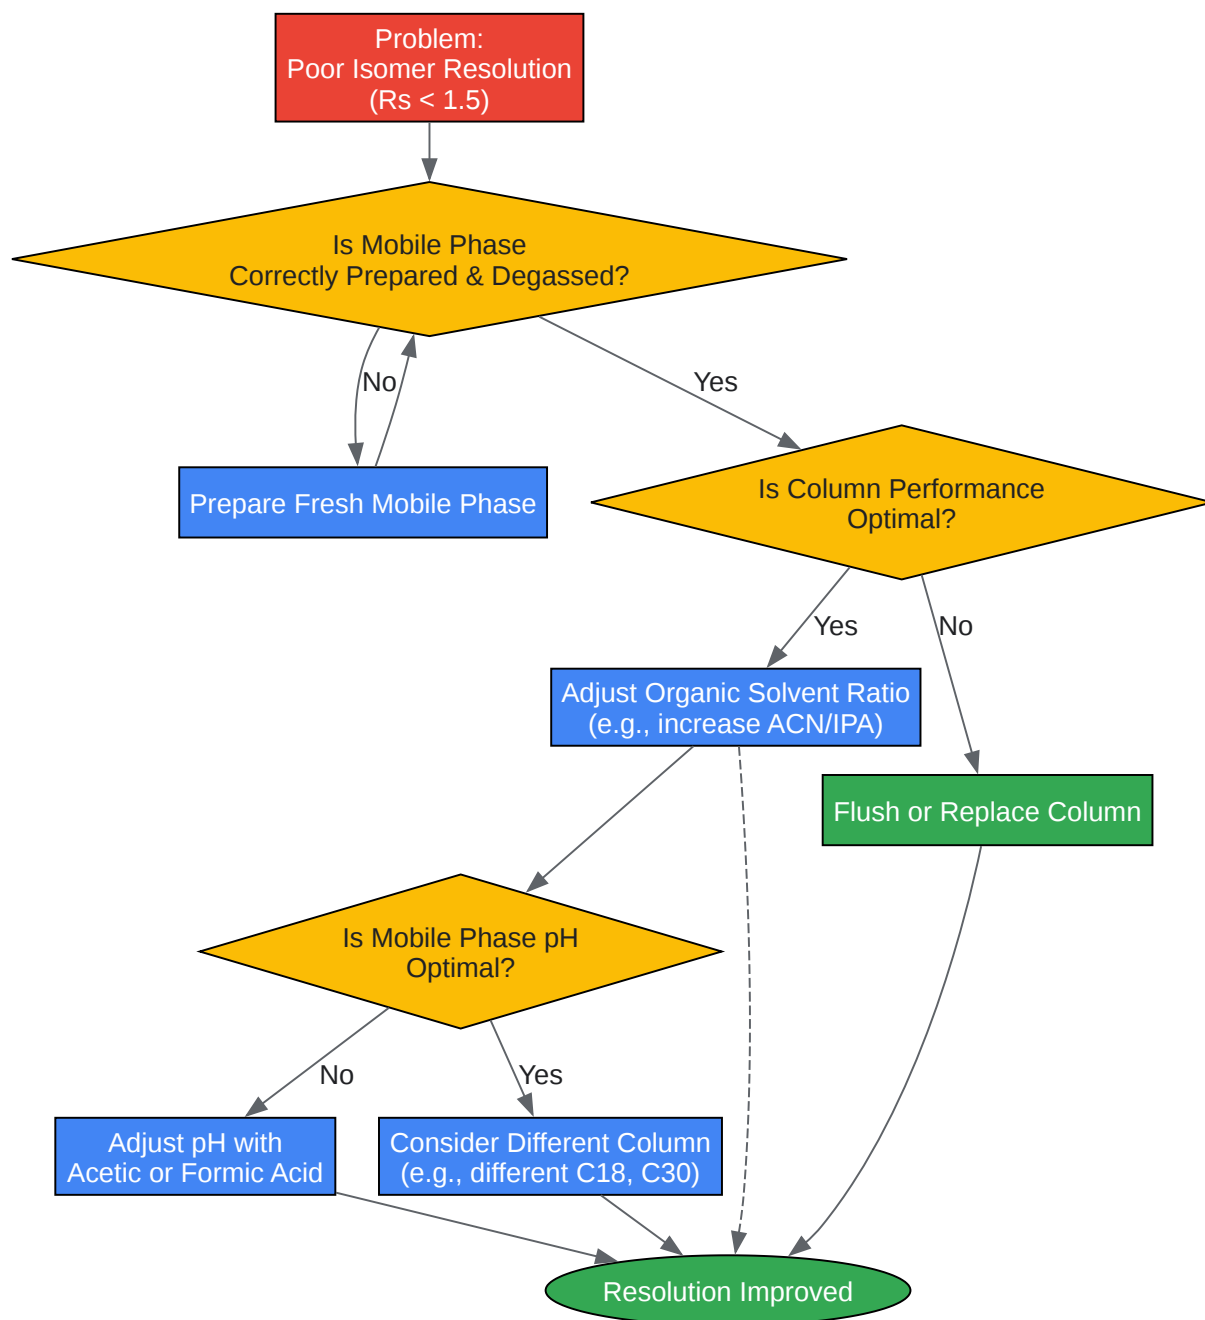 Problem:
Poor Isomer Resolution
(Rs < 1.5)
Is Mobile Phase
Correctly Prepared & Degassed?
No
Yes
Prepare Fresh Mobile Phase
Is Column Performance
Optimal?
Yes
No
Adjust Organic Solvent Ratio
(e.g., increase ACN/IPA)
Flush or Replace Column
Is Mobile Phase pH
Optimal?
No
Yes
Adjust pH with
Acetic or Formic Acid
Consider Different Column
(e.g., different C18, C30)
Resolution Improved